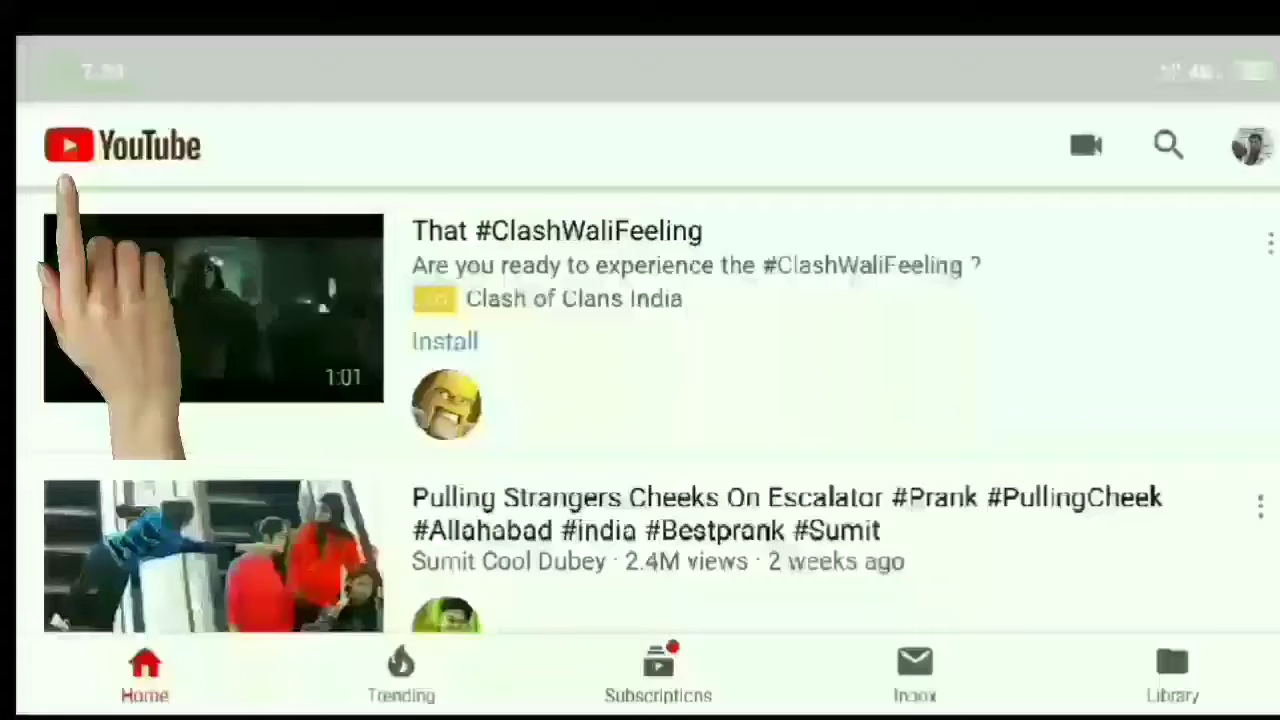 YouTube
That #ClashWaliFeeling
Are you ready to experience the #ClashWaliFeeling ?
Clash of Clans India
Install
1:01
Pulling Strangers Cheeks On Escalator #Prank #PullingCheek
#Allahabad #india #Bestprank #Sumit
Sumit Cool Dubey · 2.4M views · 2 weeks ago
Home
Trending
Subscriptions
Inbox
Library